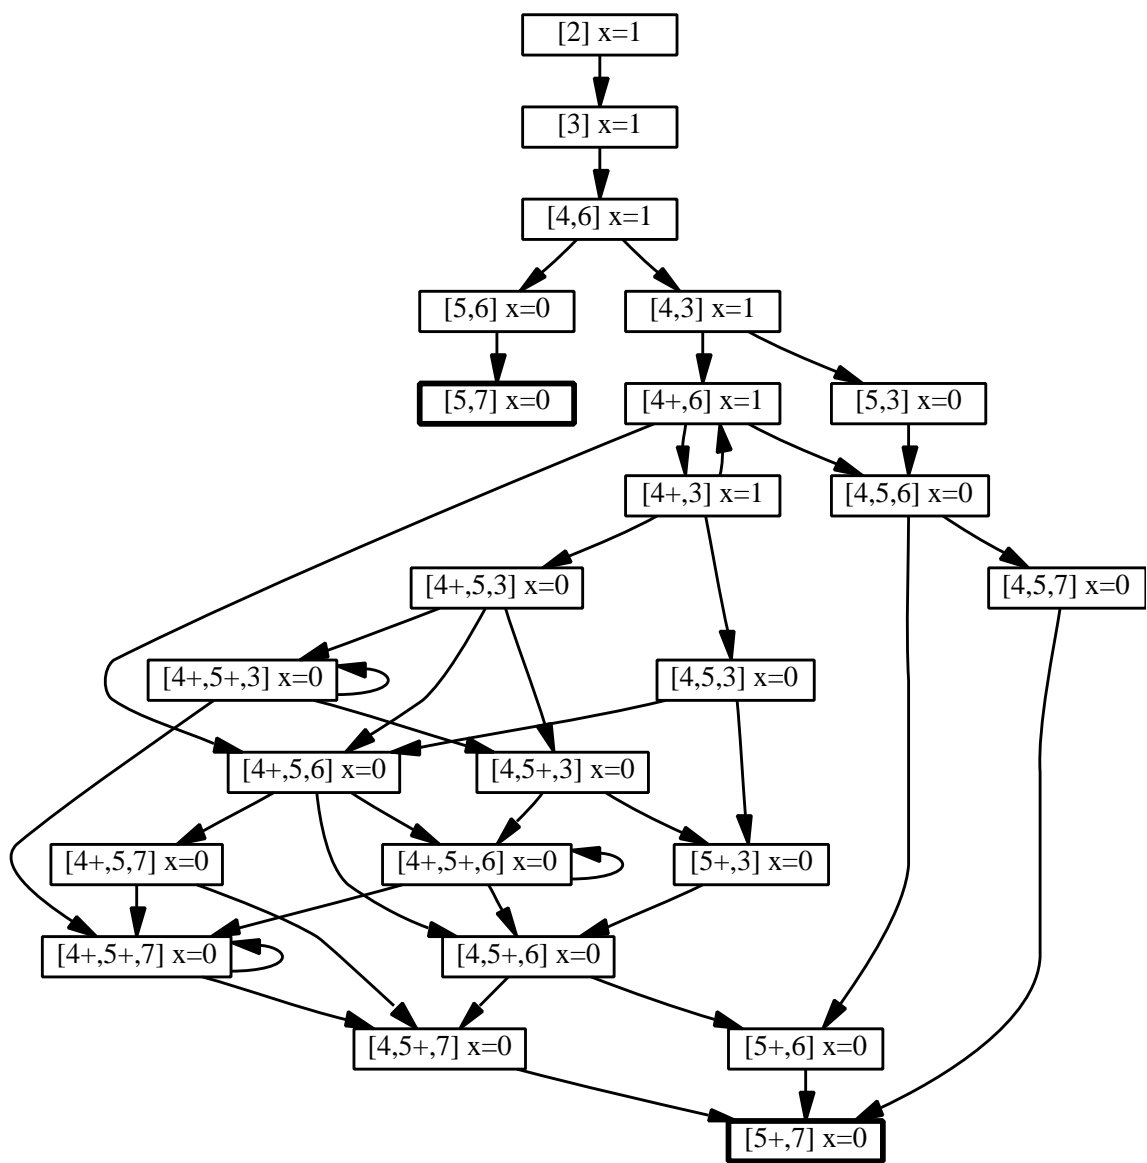 [2] x=1
[3] x=1
[4,6] x=1
[5,6] x=0
[4,3] x=1
[5,7] x=0
[4+,6] x=1
[5,3] x=0
[4+,3] x=1
[4,5,6] x=0
[4+,5,3] x=0
[4,5,7] x=0
[4+,5+,3] x=0
[4,5,3] x=0
[4+,5,6] x=0
[4,5+,3] x=0
[4+,5,7] x=0
[4+,5+,6] x=0
[5+,3] x=0
[4+,5+,7] x=0
[4,5+,6] x=0
[4,5+,7] x=0
[5+,6] x=0
[5+,7] x=0